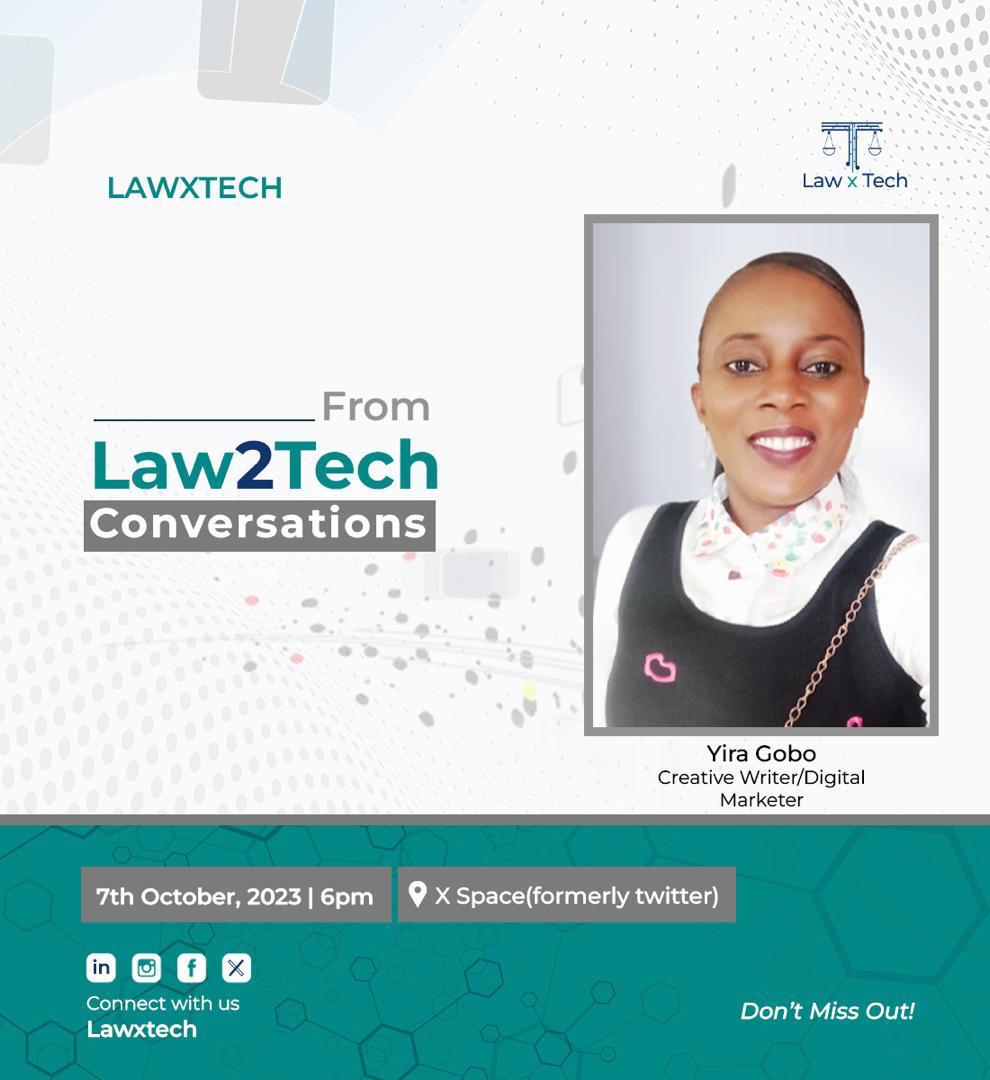 LAWXTECH
Law x Tech
From
Law2Tech
Conversations
Yira Gobo
Creative Writer/Digital
Marketer
7th October, 2023 | 6pm
X Space(formerly twitter)
in
Connect with us
Lawxtech
Don't Miss Out!